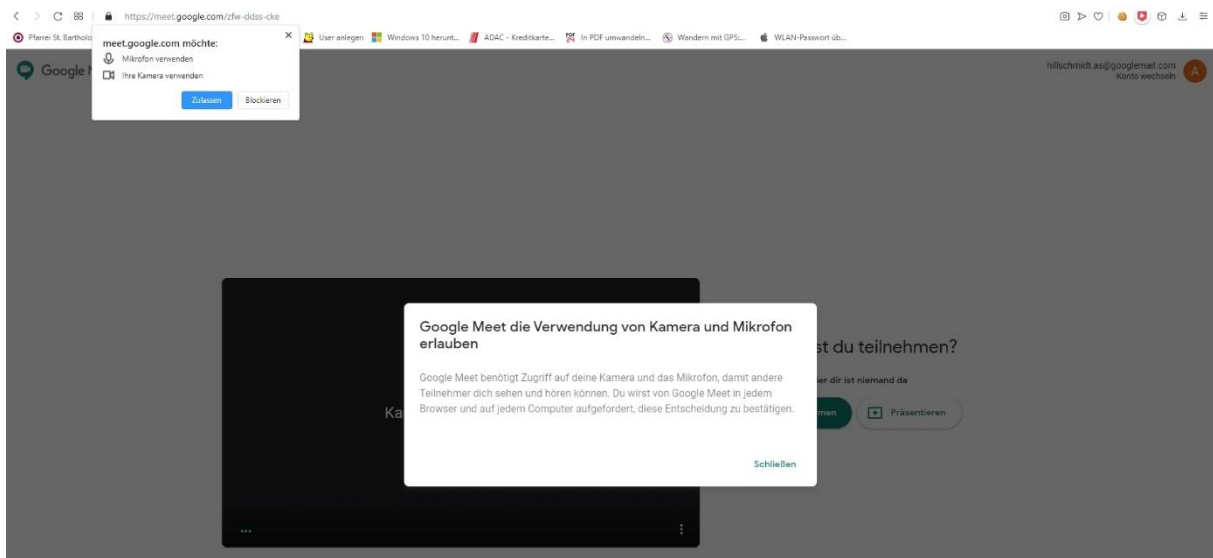 https://meet.google.com/zfw-ddss-cke
Pfarrei St. Bartholo
User anlegen
Windows 10 herunt...
ADAC - Kreditkarte...
In PDF umwandeln...
Wandern mit GPS:...
WLAN-Passwort üb...
meet.google.com möchte:
Mikrofon verwenden
Ihre Kamera verwenden
Zulassen
Blockieren
Google M
hillschmidt.as@googlemail.com
Konto wechseln
A
Google Meet die Verwendung von Kamera und Mikrofon
erlauben
Google Meet benötigt Zugriff auf deine Kamera und das Mikrofon, damit andere
Teilnehmer dich sehen und hören können. Du wirst von Google Meet in jedem
Browser und auf jedem Computer aufgefordert, diese Entscheidung zu bestätigen.
Schließen
Ka
st du teilnehmen?
er dir ist niemand da
men
Präsentieren